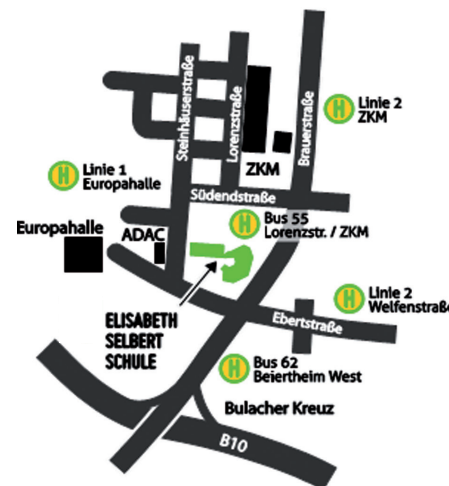 Steinhäuserstraße
Lorenzstraße
Brauerstraße
H Linie 2
ZKM
ZKM
H Linie 1
Europahalle
Südendstraße
H Bus 55
Lorenzstr. / ZKM
Europahalle
ADAC
H Linie 2
Welfenstraße
Ebertstraße
ELISABETH
SELBERT
SCHULE
H Bus 62
Beiertheim West
Bulacher Kreuz
B10